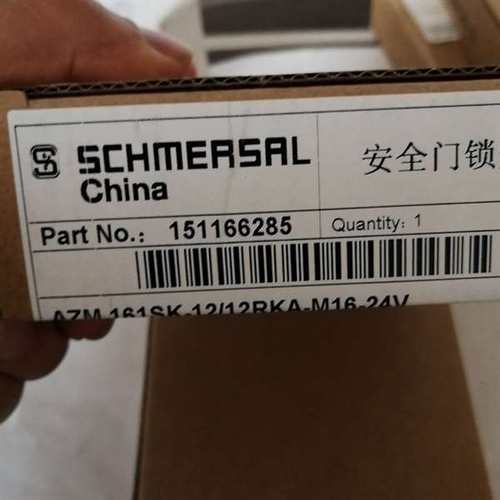 SCHMERSAL 安全门锁
China
Part No.: 151166285 Quantity: 1
AZM 161SK-12/12RKA-M16-24V